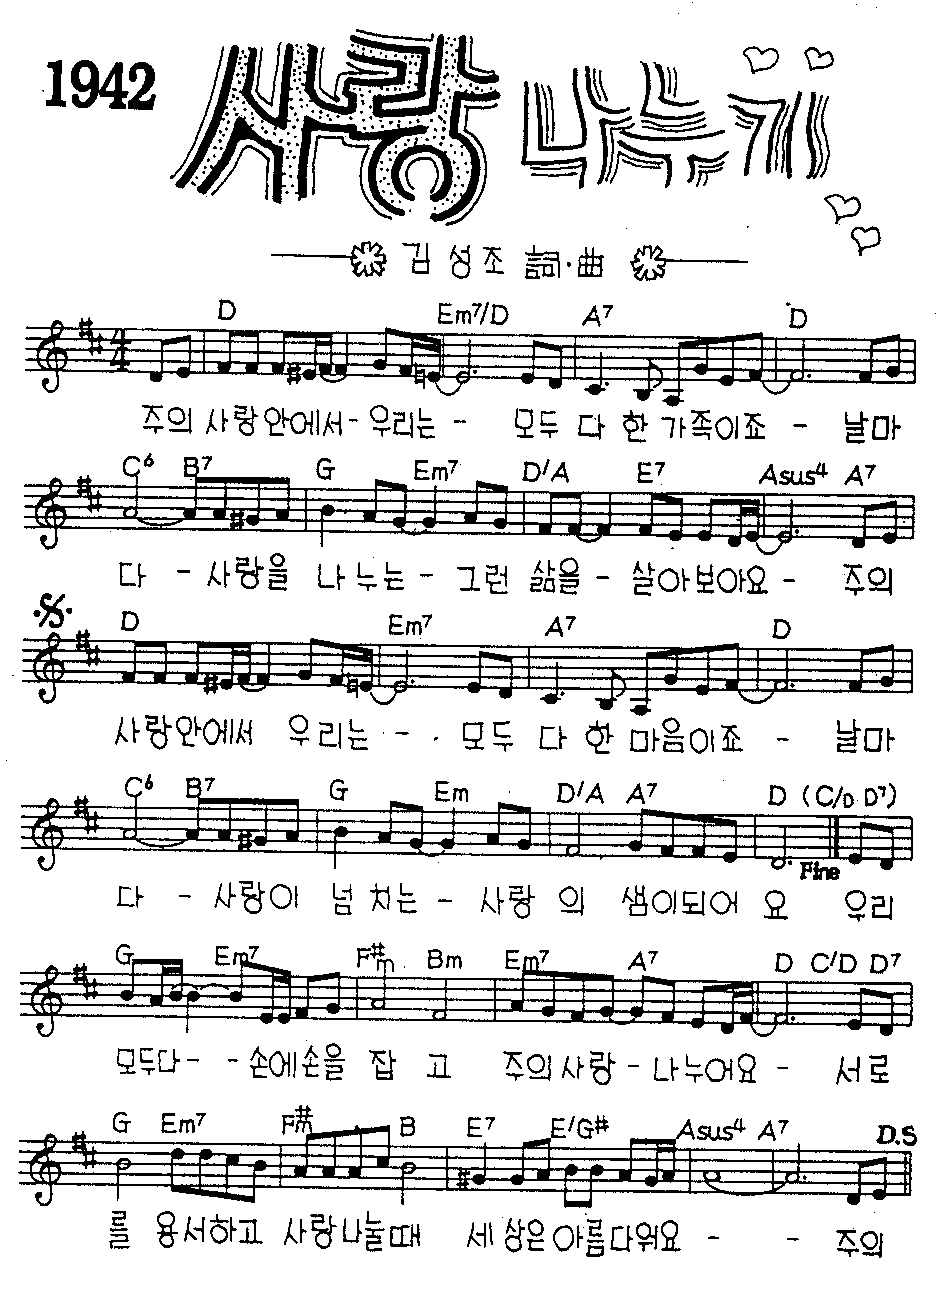 1942 사랑 나누기
김성조 詞·曲
D Em7/D A7 D
주의 사랑안에서- 우리는- 모두 다 한 가족이죠 - 날마
C6 B7 G Em7 D/A E7 Asus4 A7
다 - 사랑을 나누는 - 그런 삶을 - 살아보아요 - 주의
D Em7 A7 D
사랑안에서 우리는 - . 모두 다 한 마음이죠 - 날마
C6 B7 G Em D/A A7 D (C/D D7)
Fine
다 - 사랑이 넘치는 - 사랑 의 샘이되어 요 우리
G Em7 F#m Bm Em7 A7 D C/D D7
모두다- - 손에손을 잡 고 주의사랑 - 나누어요 - 서로
G Em7 F# B E7 E/G# Asus4 A7 D.S
를 용서하고 사랑나눌때 세상은아름다워요 - - 주의